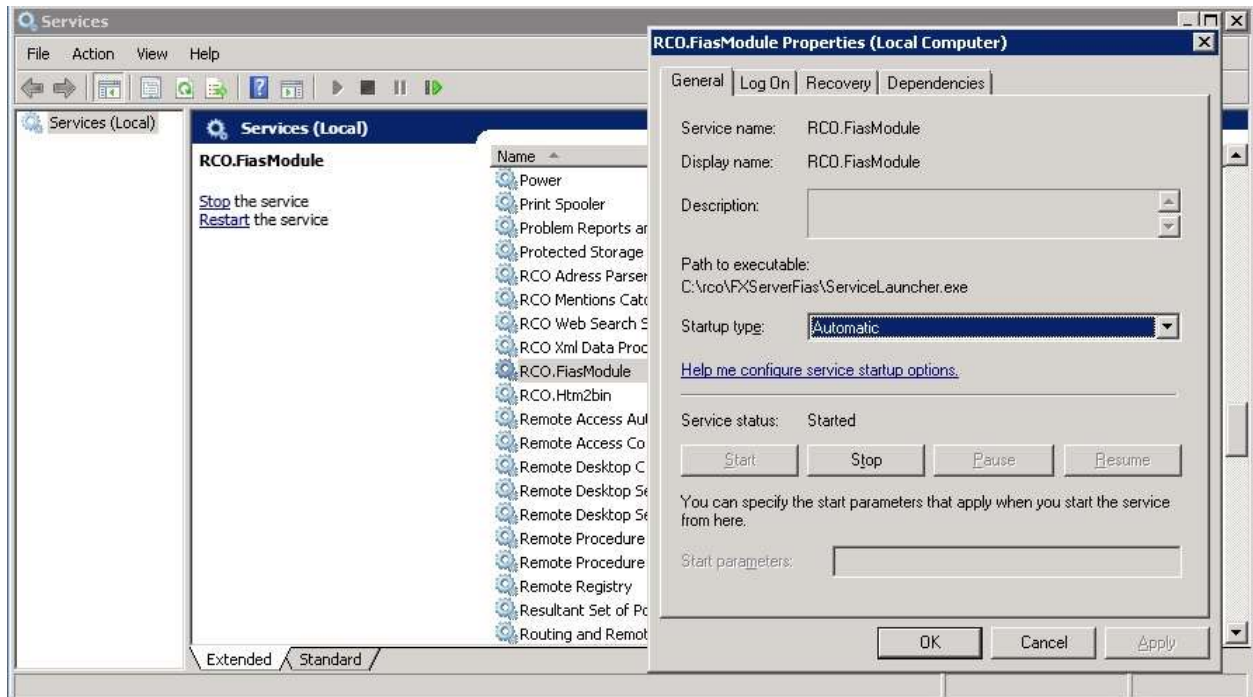 Services
File Action View Help
Services (Local)
Services (Local)
RCO.FiasModule
Stop the service
Restart the service
Name
Power
Print Spooler
Problem Reports ar
Protected Storage
RCO Adress Parser
RCO Mentions Catc
RCO Web Search S
RCO Xml Data Proc
RCO.FiasModule
RCO.Htm2bin
Remote Access Aut
Remote Access Co
Remote Desktop C
Remote Desktop Se
Remote Desktop Se
Remote Procedure
Remote Procedure
Remote Registry
Resultant Set of Po
Routing and Remot
Extended Standard
RCO.FiasModule Properties (Local Computer)
General Log On Recovery Dependencies
Service name: RCO.FiasModule
Display name: RCO.FiasModule
Description:
Path to executable:
C:\rco\FXServerFias\ServiceLauncher.exe
Startup type: Automatic
Help me configure service startup options.
Service status: Started
Start Stop Pause Resume
You can specify the start parameters that apply when you start the service
from here.
Start parameters:
OK Cancel Apply